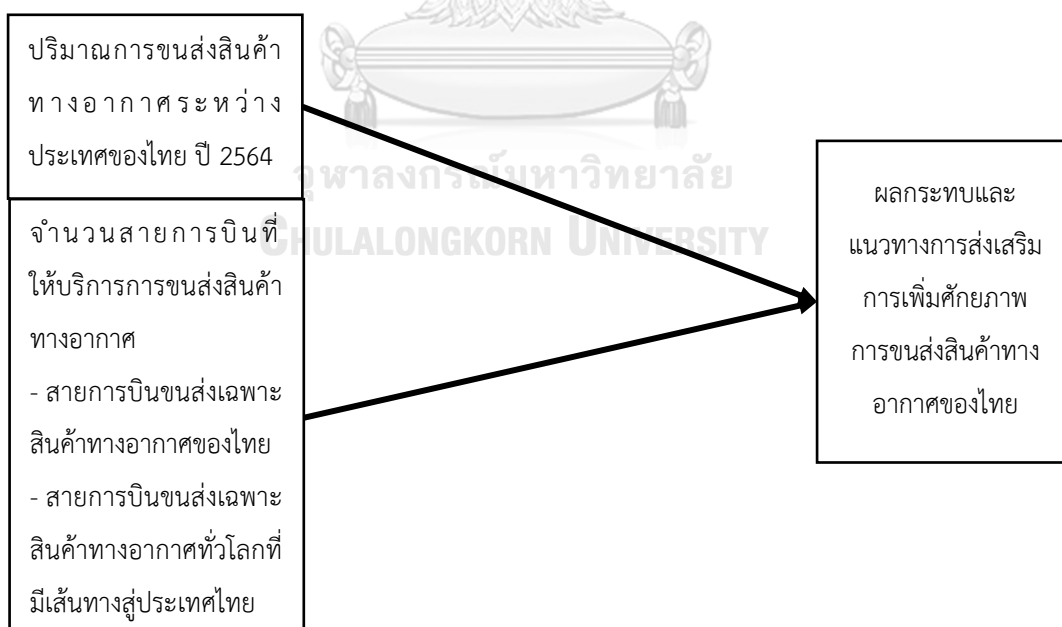 ปริมาณการขนส่งสินค้า
ทางอากาศระหว่าง
ประเทศของไทย ปี 2564
จุฬาลงกรณ์มหาวิทยาลัย
CHULALONGKORN UNIVERSITY
จำนวนสายการบินที่
ให้บริการการขนส่งสินค้า
ทางอากาศ
- สายการบินขนส่งเฉพาะ
สินค้าทางอากาศของไทย
- สายการบินขนส่งเฉพาะ
สินค้าทางอากาศทั่วโลกที่
มีเส้นทางสู่ประเทศไทย
ผลกระทบและ
แนวทางการส่งเสริม
การเพิ่มศักยภาพ
การขนส่งสินค้าทาง
อากาศของไทย